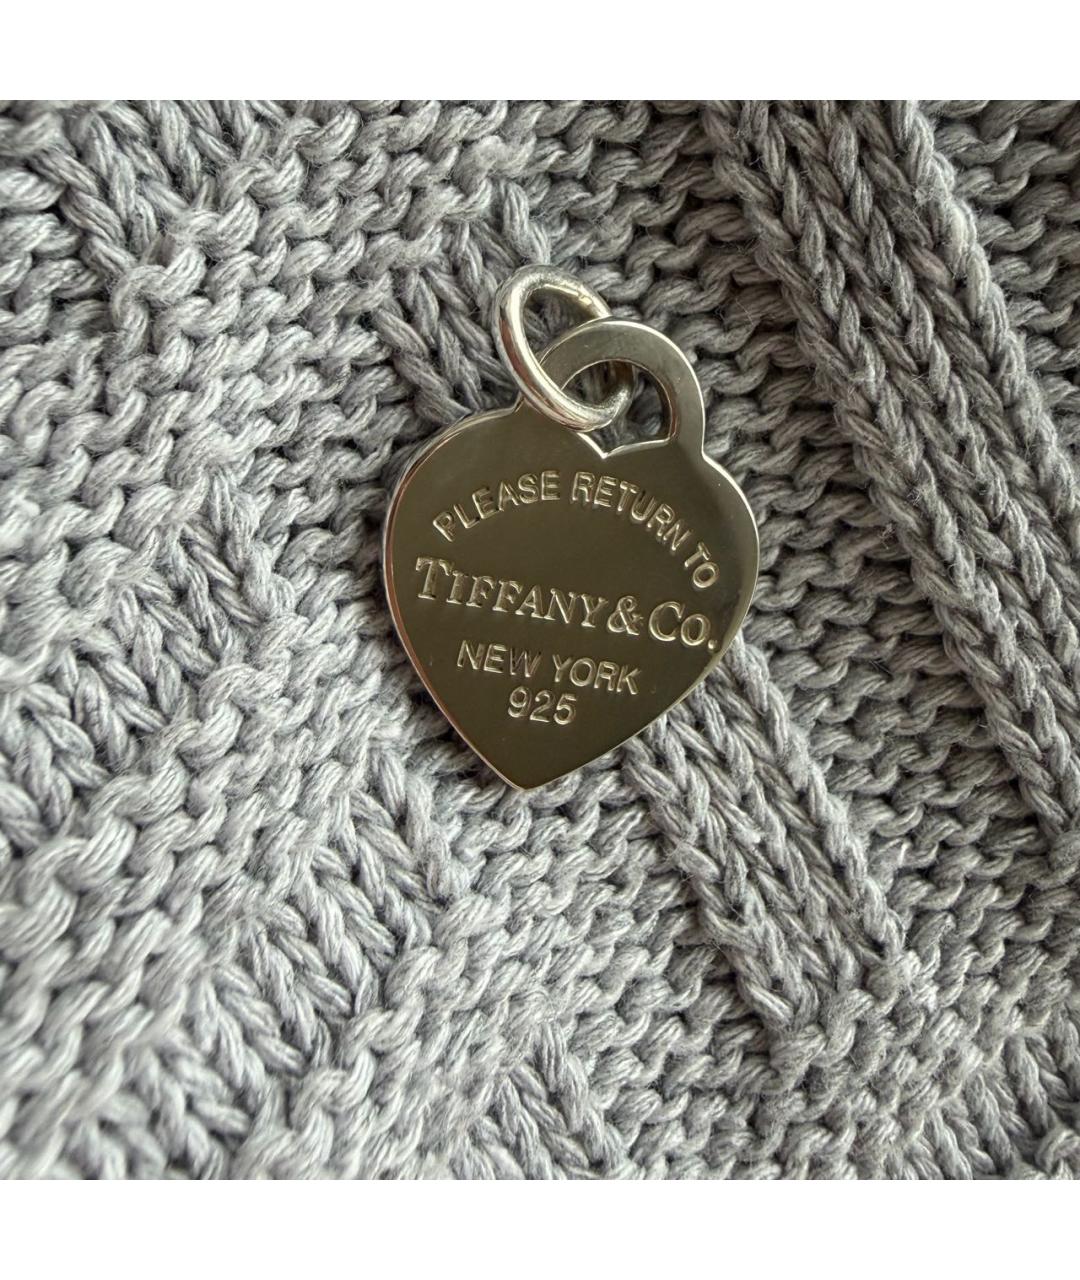 PLEASE RETURN TO
TIFFANY & CO.
NEW YORK
925